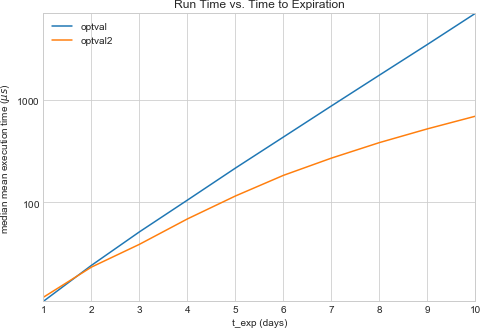 Run Time vs. Time to Expiration
optval
optval2
median mean execution time (μs)
1000
100
1 2 3 4 5 6 7 8 9 10
t_exp (days)